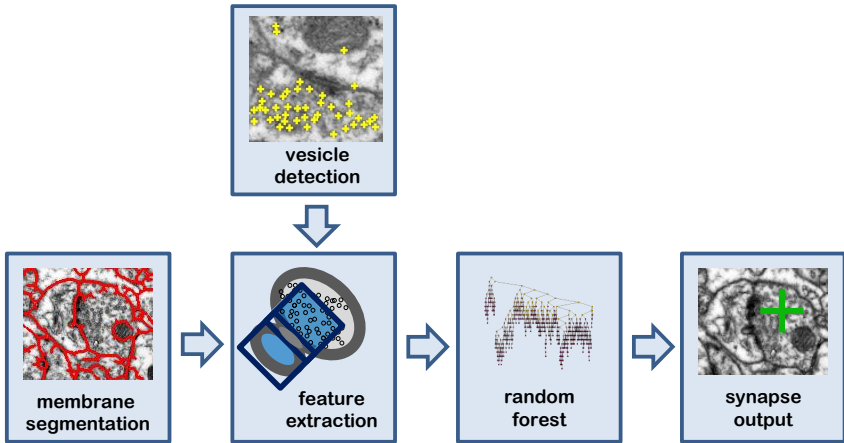 vesicle
detection
membrane
segmentation
feature
extraction
random
forest
synapse
output